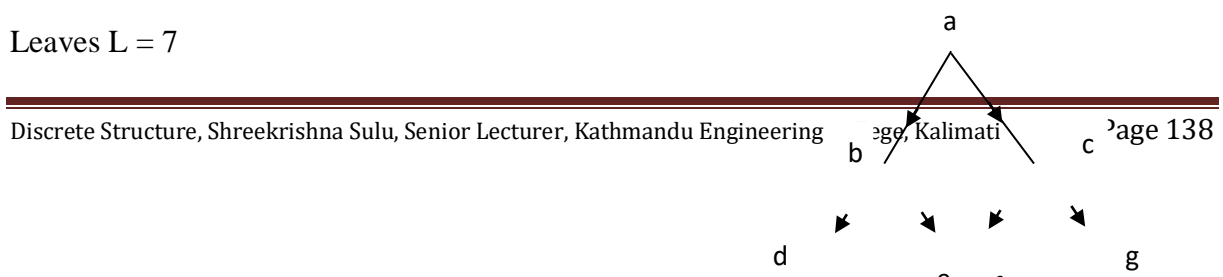 a
Leaves L = 7
Discrete Structure, Shreekrishna Sulu, Senior Lecturer, Kathmandu Engineering Kalimati Page 138
b c
d g